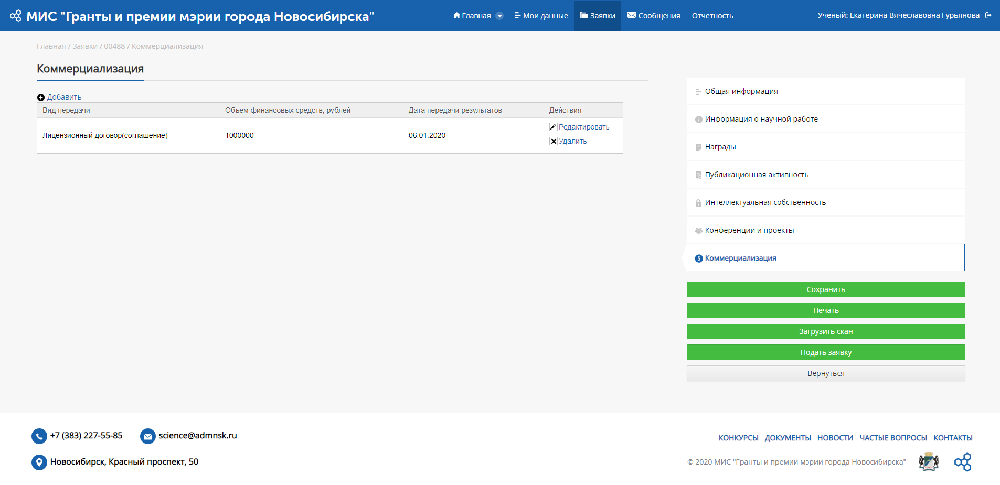 МИС "Гранты и премии мэрии города Новосибирска"
Главная Мои данные Заявки Сообщения Отчетность
Учёный: Екатерина Вячеславовна Гурьянова
Главная / Заявки / 00488 / Коммерциализация
Коммерциализация
Добавить
Вид передачи Объем финансовых средств, рублей Дата передачи результатов Действия
Лицензионный договор(соглашение) 1000000 06.01.2020
Редактировать
Удалить
Общая информация
Информация о научной работе
Награды
Публикационная активность
Интеллектуальная собственность
Конференции и проекты
Коммерциализация
Сохранить
Печать
Загрузить скан
Подать заявку
Вернуться
+7 (383) 227-55-85 science@admnsk.ru
Новосибирск, Красный проспект, 50
КОНКУРСЫ ДОКУМЕНТЫ НОВОСТИ ЧАСТЫЕ ВОПРОСЫ КОНТАКТЫ
© 2020 МИС "Гранты и премии мэрии города Новосибирска"